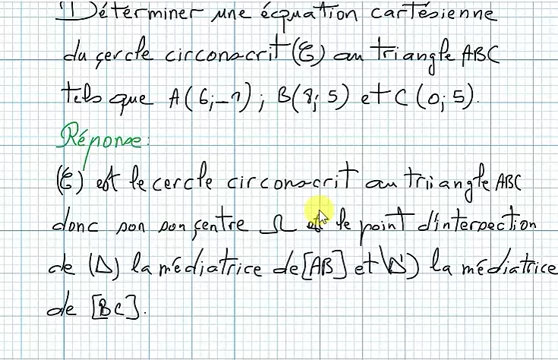 1) Déterminer une équation cartésienne
du cercle circonscrit (C) au triangle ABC
tels que A(6;-1); B(8;5) et C(0;5).
Réponse:
(C) est le cercle circonscrit au triangle ABC
donc son son centre Ω est le point d'intersection
de (Δ) la médiatrice de [AB] et (Δ') la médiatrice
de [BC].